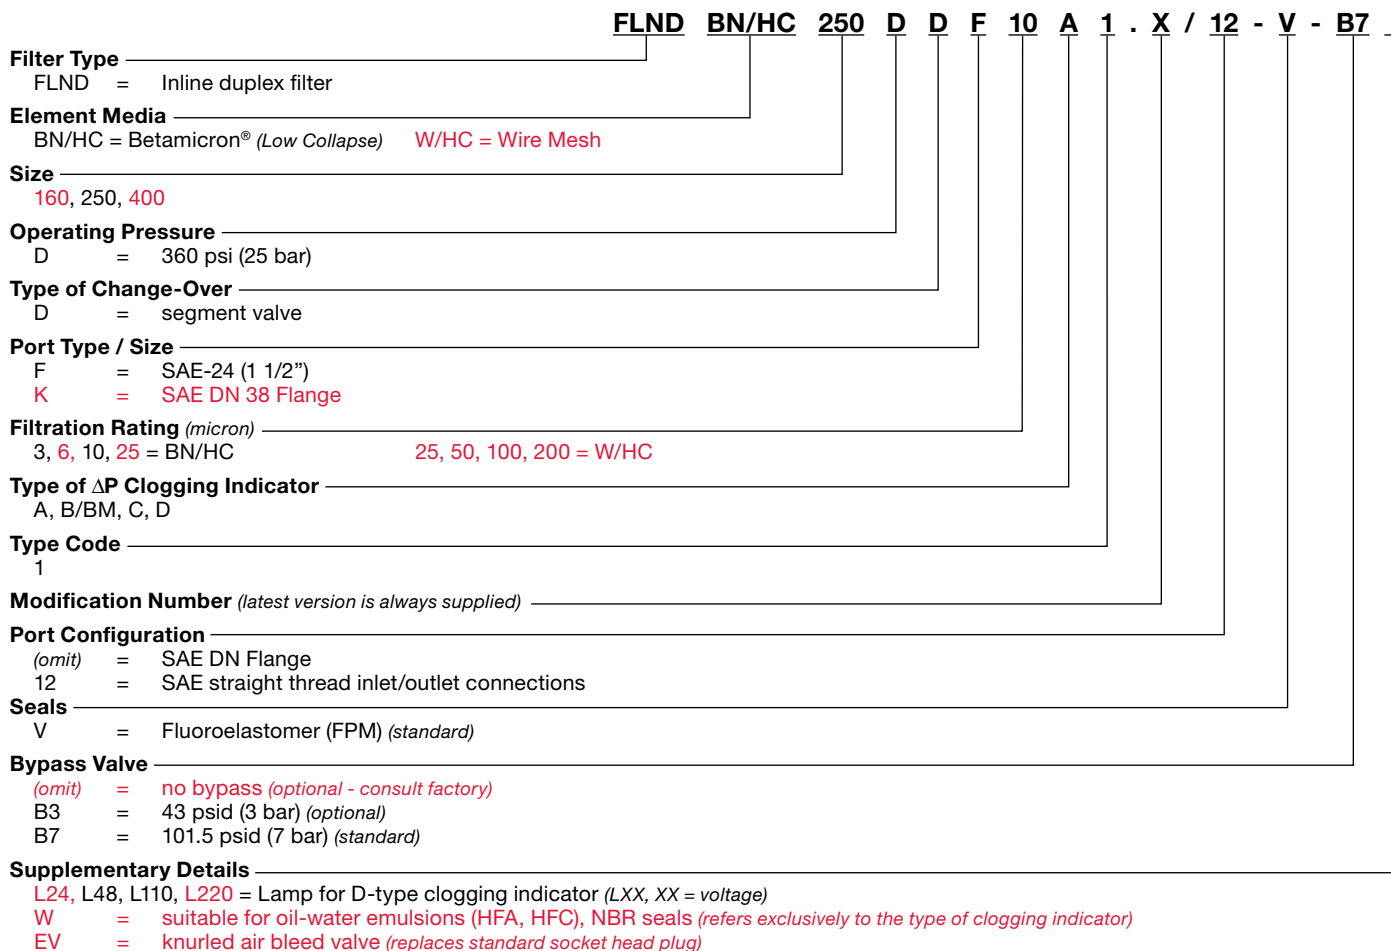 FLND BN/HC 250 D D F 10 A 1 . X / 12 - V - B7
Filter Type
FLND = Inline duplex filter
Element Media
BN/HC = Betamicron® (Low Collapse) W/HC = Wire Mesh
Size
160, 250, 400
Operating Pressure
D = 360 psi (25 bar)
Type of Change-Over
D = segment valve
Port Type / Size
F = SAE-24 (1 1/2”)
K = SAE DN 38 Flange
Filtration Rating (micron)
3, 6, 10, 25 = BN/HC 25, 50, 100, 200 = W/HC
Type of ΔP Clogging Indicator
A, B/BM, C, D
Type Code
1
Modification Number (latest version is always supplied)
Port Configuration
(omit) = SAE DN Flange
12 = SAE straight thread inlet/outlet connections
Seals
V = Fluoroelastomer (FPM) (standard)
Bypass Valve
(omit) = no bypass (optional - consult factory)
B3 = 43 psid (3 bar) (optional)
B7 = 101.5 psid (7 bar) (standard)
Supplementary Details
L24, L48, L110, L220 = Lamp for D-type clogging indicator (LXX, XX = voltage)
W = suitable for oil-water emulsions (HFA, HFC), NBR seals (refers exclusively to the type of clogging indicator)
EV = knurled air bleed valve (replaces standard socket head plug)